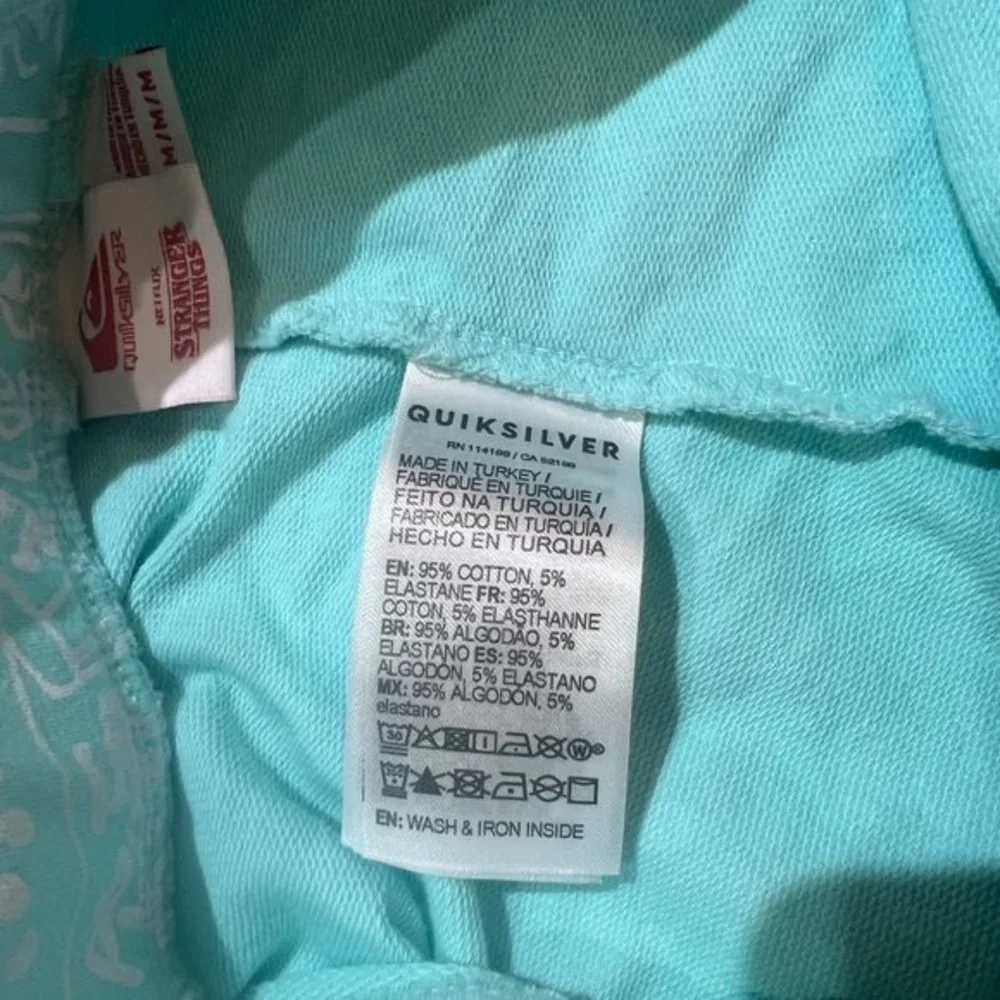 M / M / M
QUIKSILVER
NETFLIX
STRANGER
THINGS
QUIKSILVER
RN 114199 / CA 52199
MADE IN TURKEY /
FABRIQUÉ EN TURQUIE /
FEITO NA TURQUIA /
FABRICADO EN TURQUÍA /
HECHO EN TURQUIA
EN: 95% COTTON, 5%
ELASTANE FR: 95%
COTON, 5% ELASTHANNE
BR: 95% ALGODÃO, 5%
ELASTANO ES: 95%
ALGODÓN, 5% ELASTANO
MX: 95% ALGODÓN, 5%
elastano
30
W
EN: WASH & IRON INSIDE